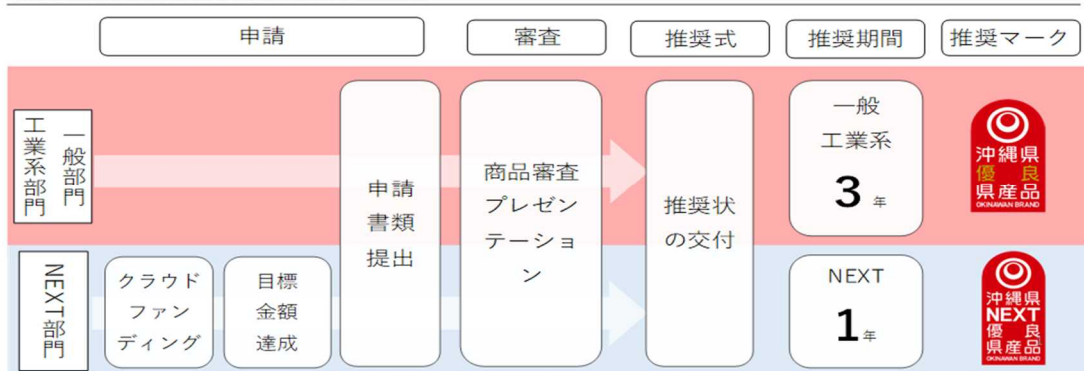 申請
審査
推奨式
推奨期間
推奨マーク
一般部門
工業系部門
申請
書類
提出
商品審査
プレゼン
テーショ
ン
推奨状
の交付
一般
工業系
3 年
沖縄県
優良
県産品
OKINAWAN BRAND
NEXT部門
クラウド
ファン
ディング
目標
金額
達成
NEXT
1年
沖縄県
NEXT
優良
県産品
OKINAWAN BRAND